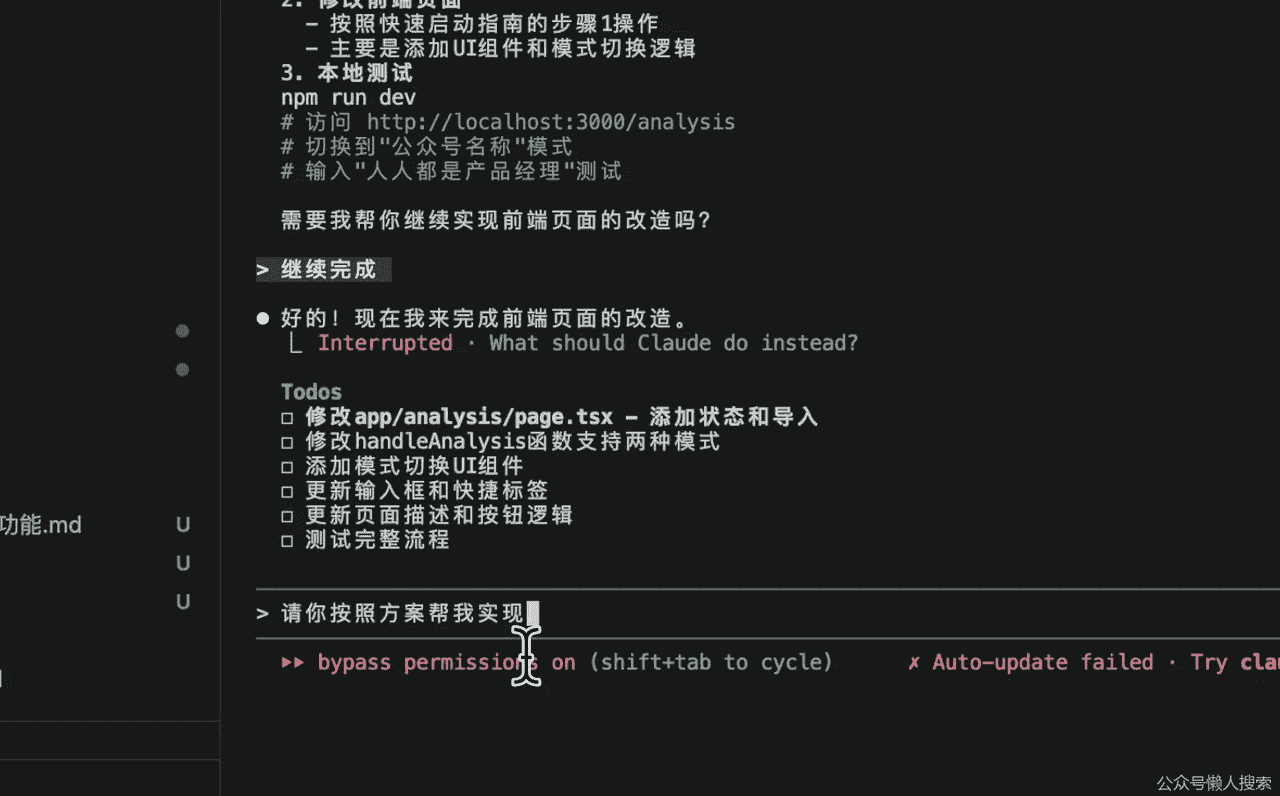 2. 修改前端页面
- 按照快速启动指南的步骤1操作
- 主要是添加UI组件和模式切换逻辑
3. 本地测试
npm run dev
# 访问 http://localhost:3000/analysis
# 切换到"公众号名称"模式
# 输入"人人都是产品经理"测试
需要我帮你继续实现前端页面的改造吗?
> 继续完成
● 好的! 现在我来完成前端页面的改造。
⎿ Interrupted · What should Claude do instead?
Todos
□ 修改app/analysis/page.tsx - 添加状态和导入
□ 修改handleAnalysis函数支持两种模式
□ 添加模式切换UI组件
□ 更新输入框和快捷标签
□ 更新页面描述和按钮逻辑
□ 测试完整流程
功能.md U
U
U
> 请你按照方案帮我实现
▸▸ bypass permissions on (shift+tab to cycle) ✗ Auto-update failed · Try cla
公众号懒人搜索